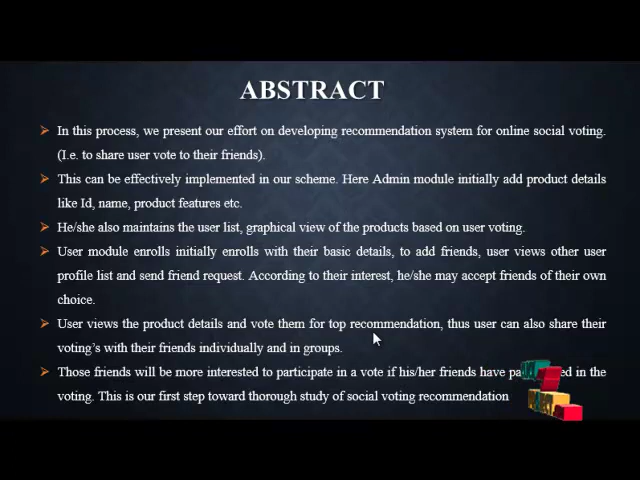 ABSTRACT
In this process, we present our effort on developing recommendation system for online social voting.
(I.e. to share user vote to their friends).
This can be effectively implemented in our scheme. Here Admin module initially add product details
like Id, name, product features etc.
He/she also maintains the user list, graphical view of the products based on user voting.
User module enrolls initially enrolls with their basic details, to add friends, user views other user
profile list and send friend request. According to their interest, he/she may accept friends of their own
choice.
User views the product details and vote them for top recommendation, thus user can also share their
voting's with their friends individually and in groups.
Those friends will be more interested to participate in a vote if his/her friends have in the
voting. This is our first step toward thorough study of social voting recommendation